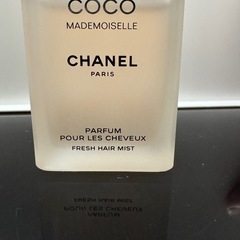 COCO
MADEMOISELLE
CHANEL
PARIS
PARFUM
POUR LES CHEVEUX
FRESH HAIR MIST